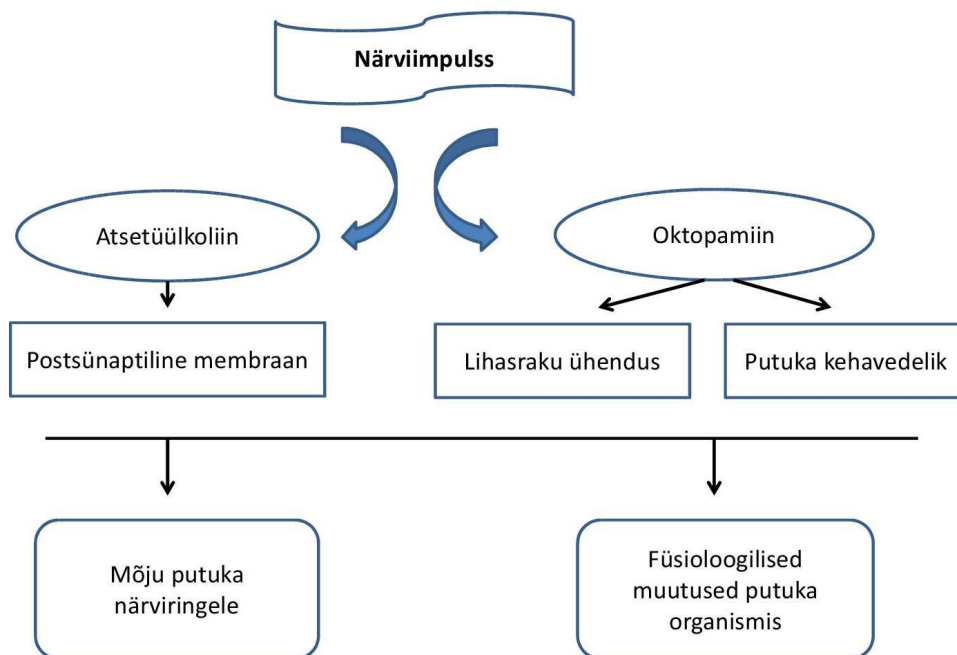 Närviimpulss
Atsetüülkoliin
Oktopamiin
Postsünaptiline membraan
Lihasraku ühendus
Putuka kehavedelik
Mõju putuka
närviringele
Füsioloogilised
muutused putuka
organismis